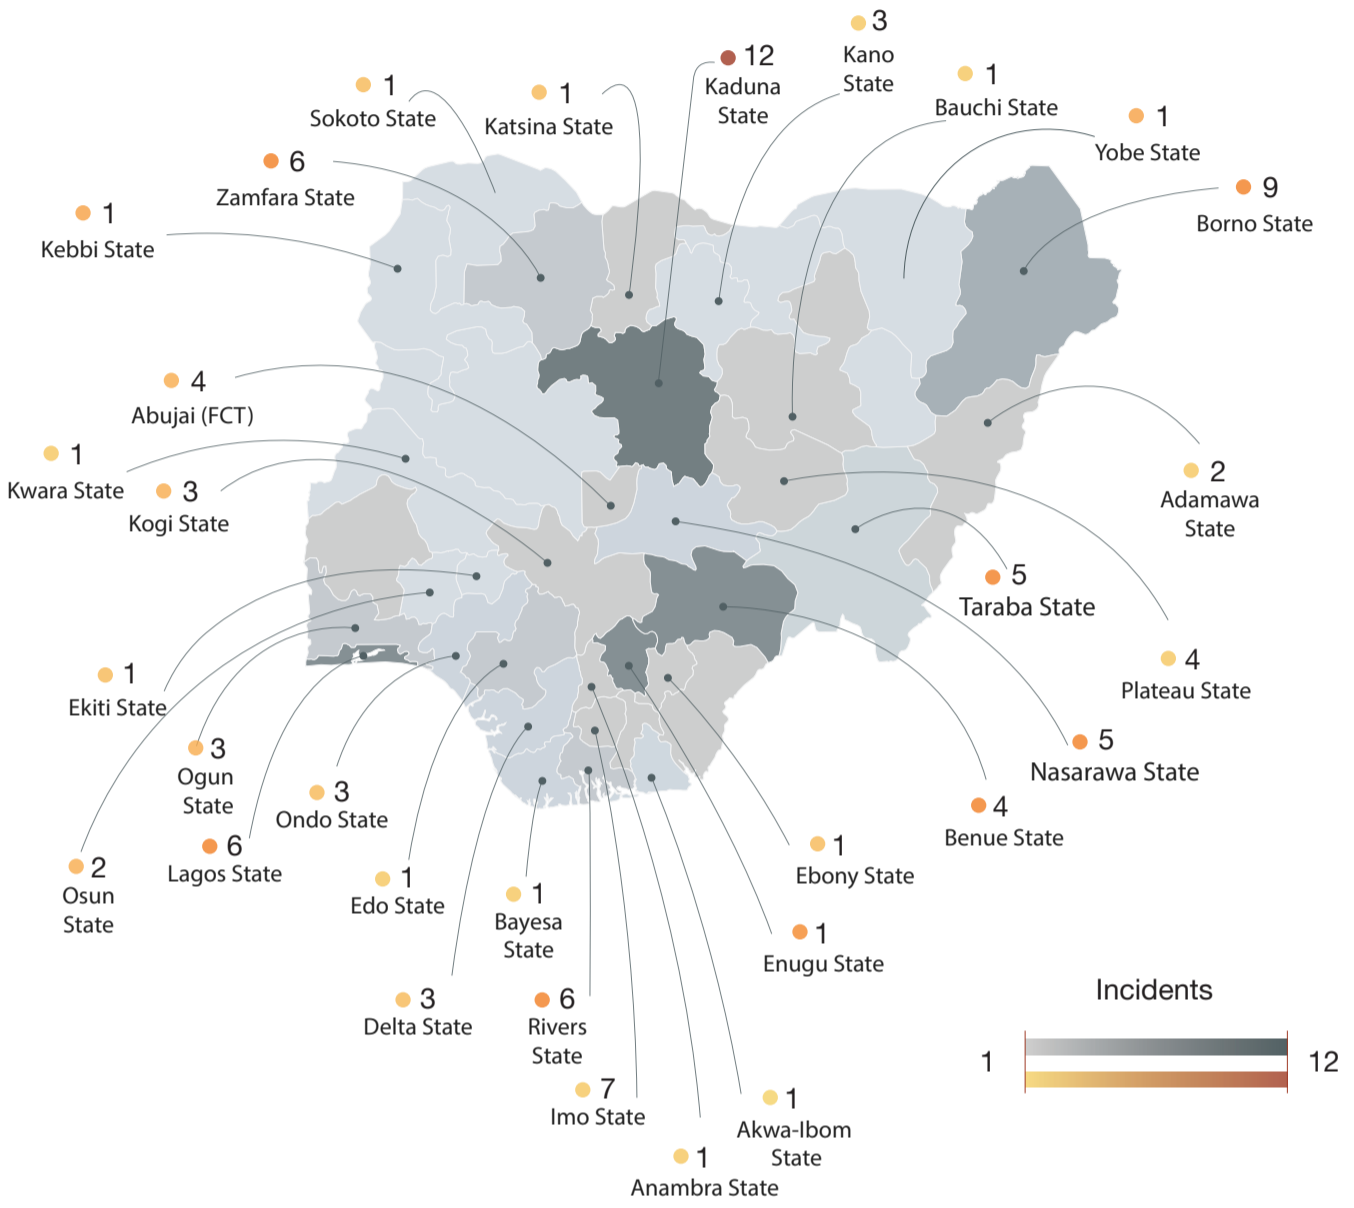 3
Kano
State
12
Kaduna
State
1
Bauchi State
1
Sokoto State
1
Katsina State
1
Yobe State
6
Zamfara State
9
Borno State
1
Kebbi State
4
Abujai (FCT)
1
Kwara State
3
Kogi State
2
Adamawa
State
5
Taraba State
4
Plateau State
1
Ekiti State
5
Nasarawa State
3
Ogun
State
3
Ondo State
4
Benue State
6
Lagos State
2
Osun
State
1
Edo State
1
Bayesa
State
1
Ebony State
1
Enugu State
3
Delta State
6
Rivers
State
7
Imo State
1
Akwa-Ibom
State
1
Anambra State
Incidents
1 12